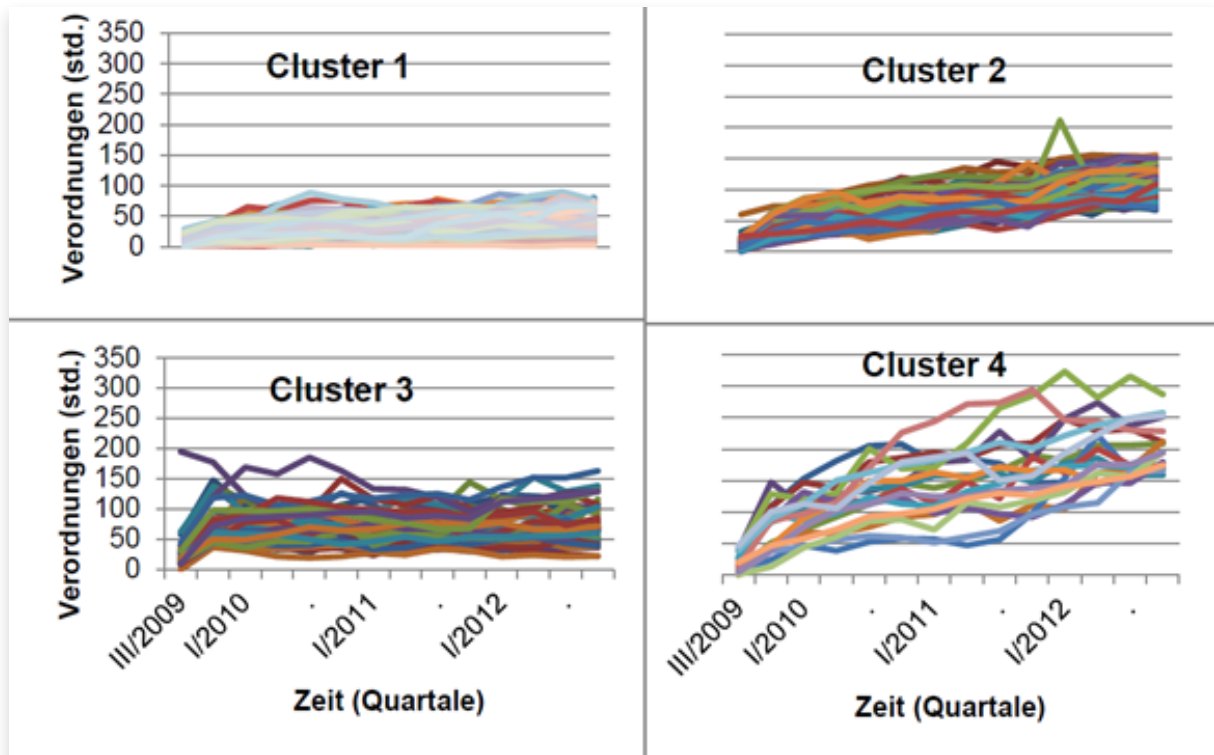 Verordnungen (std.)
350
300
250
200
150
100
50
0
Cluster 1
Cluster 2
Verordnungen (std.)
350
300
250
200
150
100
50
0
Cluster 3
III/2009
I/2010
.
I/2011
.
I/2012
.
Zeit (Quartale)
Cluster 4
III/2009
I/2010
.
I/2011
.
I/2012
.
Zeit (Quartale)